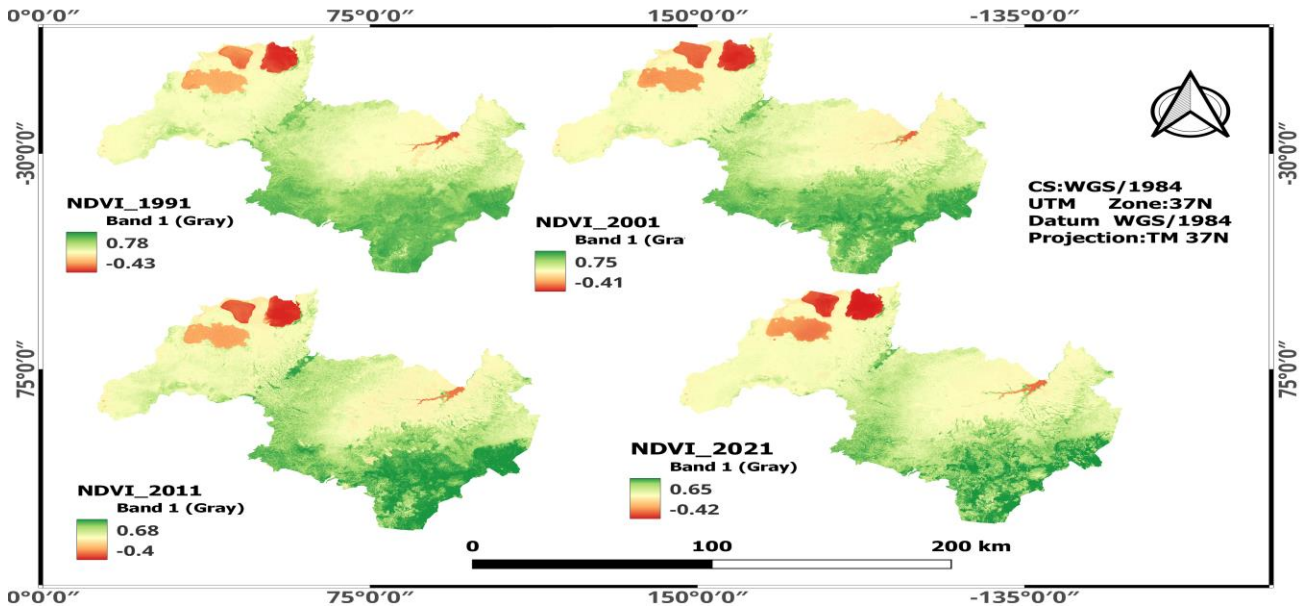 0°0'0″ 75°0'0″ 150°0'0″ -135°0'0″
-30°0'0″ -30°0'0″
CS:WGS/1984
UTM Zone:37N
Datum WGS/1984
Projection:TM 37N
NDVI_1991
Band 1 (Gray)
0.78
-0.43
NDVI_2001
Band 1 (Gra
0.75
-0.41
75°0'0″ 75°0'0″
NDVI_2011
Band 1 (Gray)
0.68
-0.4
NDVI_2021
Band 1 (Gray)
0.65
-0.42
0 100 200 km
0°0'0″ 75°0'0″ 150°0'0″ -135°0'0″